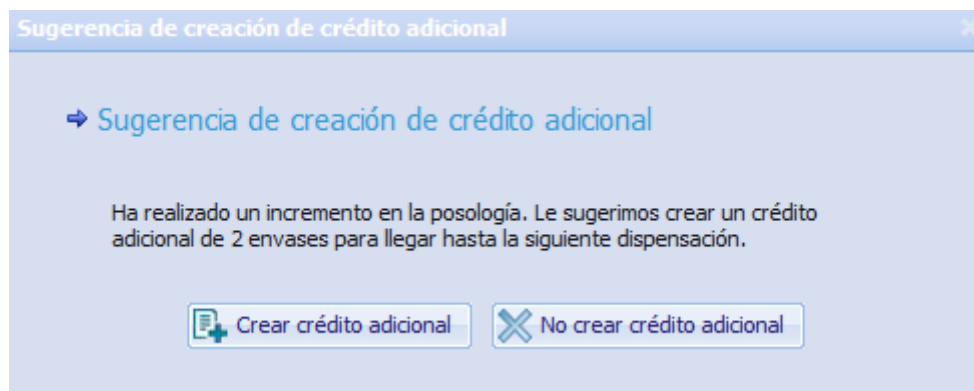 Sugerencia de creación de crédito adicional
Sugerencia de creación de crédito adicional
Ha realizado un incremento en la posología. Le sugerimos crear un crédito
adicional de 2 envases para llegar hasta la siguiente dispensación.
Crear crédito adicional No crear crédito adicional